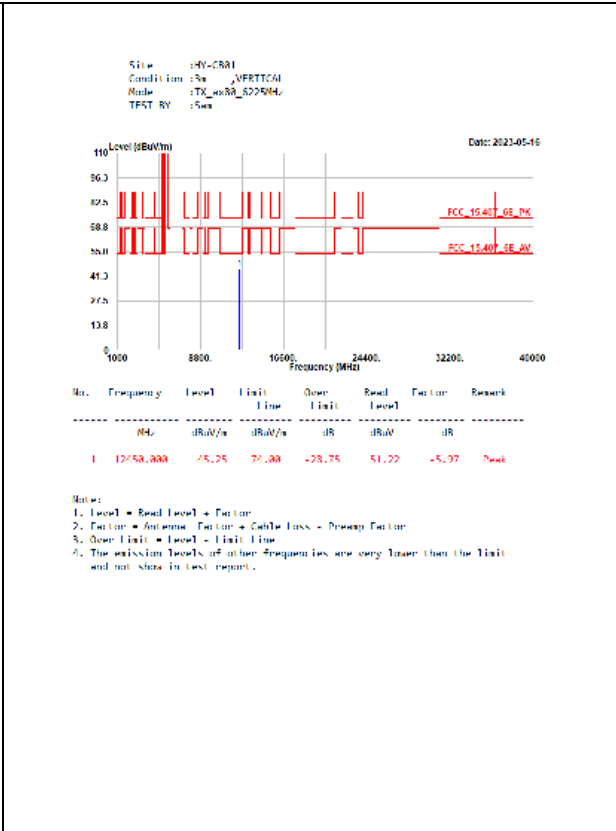 Site :HY-CB01
Condition :3m ,VERTICAL
Mode :TX_ax80_6225MHz
TEST BY :Sam
Level (dBuV/m)
Date: 2023-05-16
110
96.3
82.5
FCC_15.407_6E_PK
68.8
FCC_15.407_6E_AV
55.0
41.3
27.5
13.8
0
1000 8800. 16600. 24400. 32200. 40000
Frequency (MHz)
No. Frequency Level Limit Over Read Factor Remark
Line Limit Level
MHz dBuV/m dBuV/m dB dBuV dB
1 12450.000 45.25 74.00 -28.75 51.22 -5.97 Peak
Note:
1. Level = Read Level + Factor
2. Factor = Antenna Factor + Cable Loss - Preamp Factor
3. Over Limit = Level - Limit Line
4. The emission levels of other frequencies are very lower than the limit
and not show in test report.